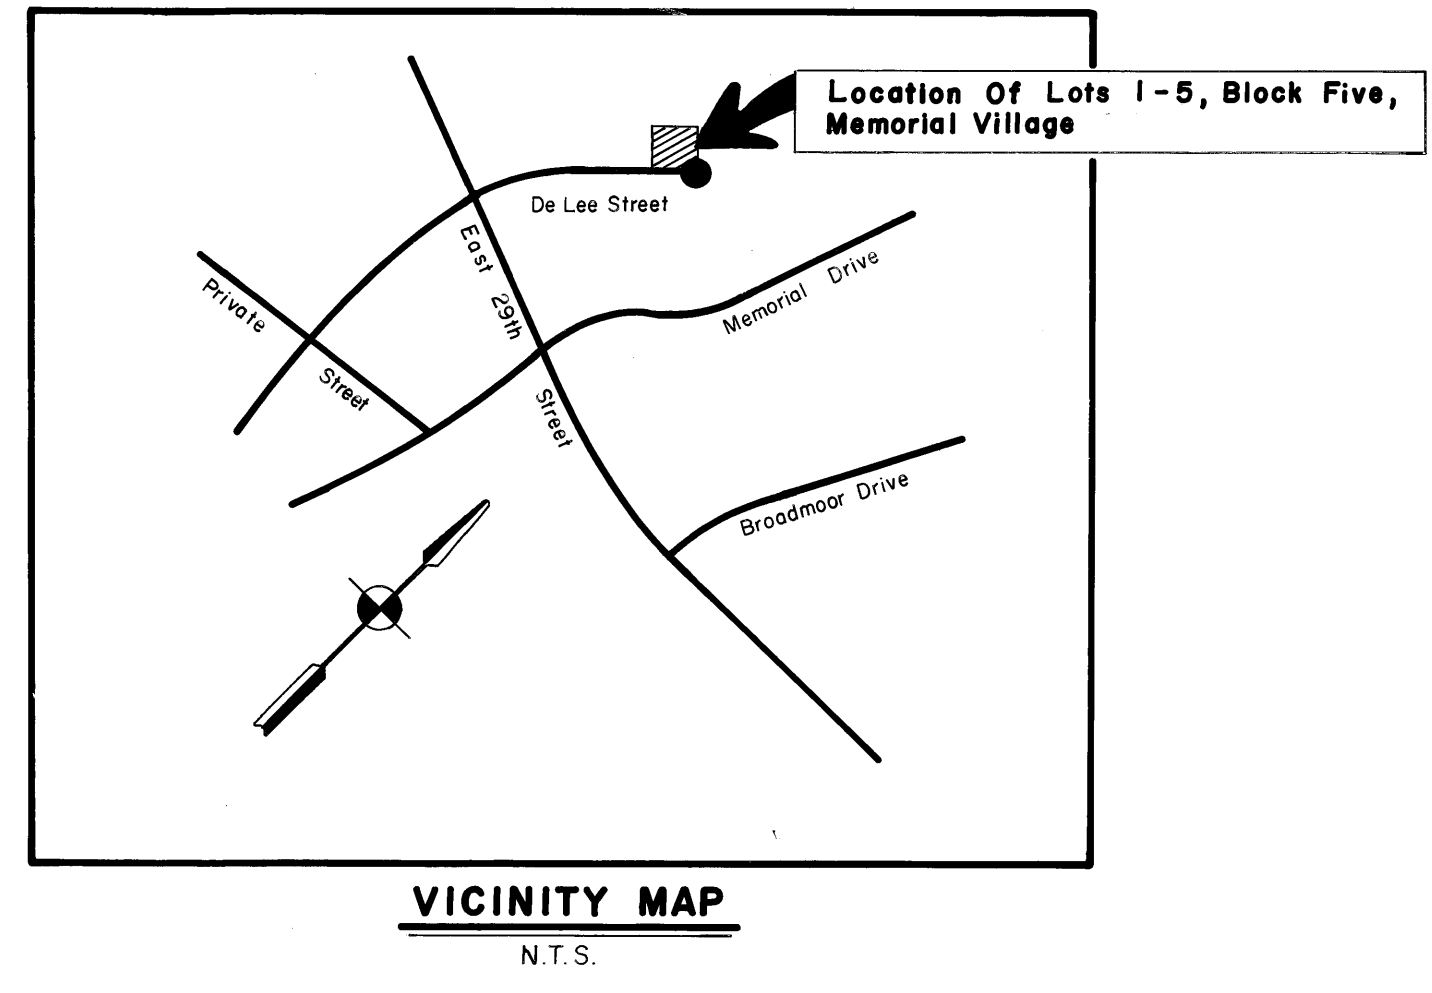 Location Of Lots 1-5, Block Five,
Memorial Village
De Lee Street
East 29th Street
Private Street
Memorial Drive
Broadmoor Drive
VICINITY MAP
N.T.S.